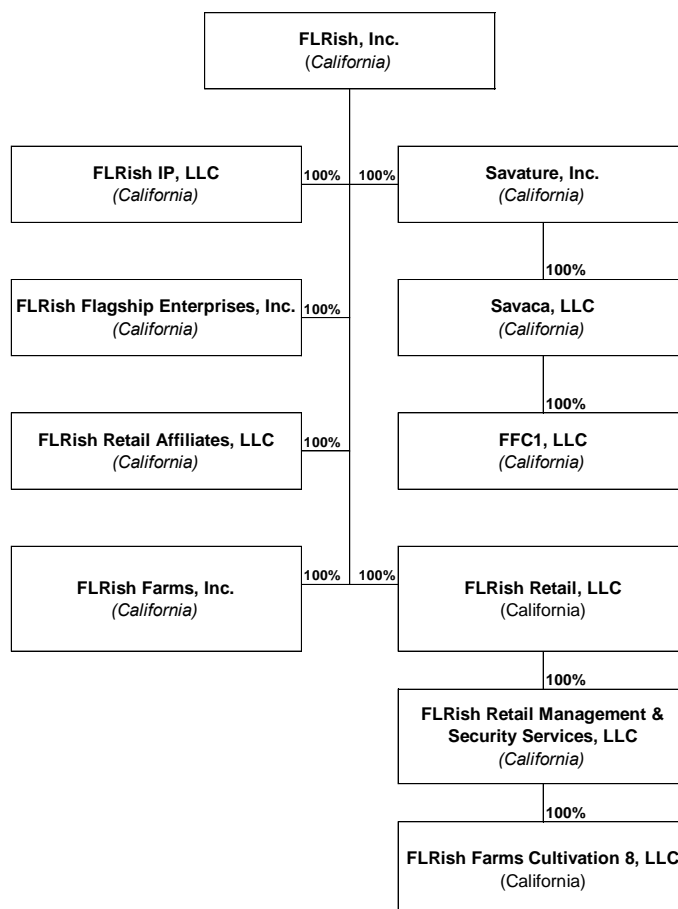 FLRish, Inc.
(California)
FLRish IP, LLC
(California)
100%
100%
Savature, Inc.
(California)
100%
FLRish Flagship Enterprises, Inc.
(California)
100%
Savaca, LLC
(California)
100%
FLRish Retail Affiliates, LLC
(California)
100%
FFC1, LLC
(California)
FLRish Farms, Inc.
(California)
100%
100%
FLRish Retail, LLC
(California)
100%
FLRish Retail Management &
Security Services, LLC
(California)
100%
FLRish Farms Cultivation 8, LLC
(California)